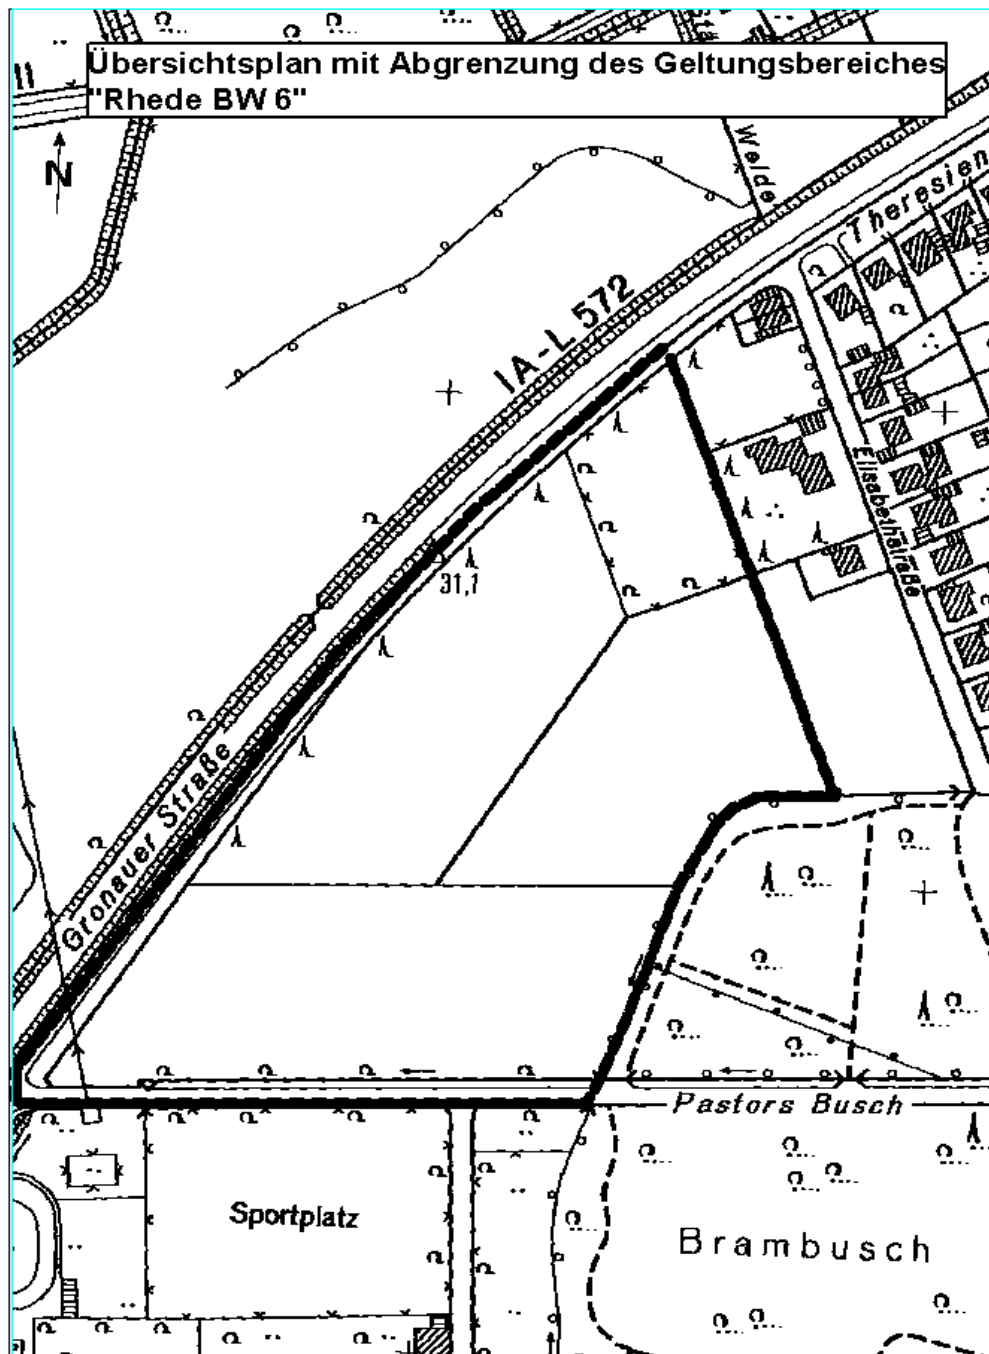 Übersichtsplan mit Abgrenzung des Geltungsbereiches
"Rhede BW 6"
N
Welde
Theresien
IA-L 572
Elisabethstraße
31,1
Gronauer Straße
Pastors Busch
Sportplatz
Brambusch